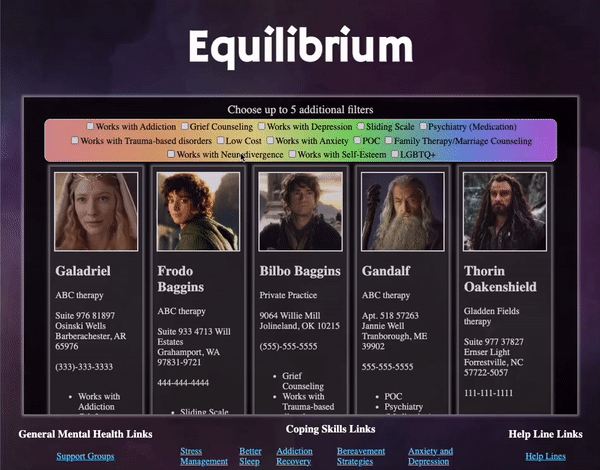 Equilibrium
Choose up to 5 additional filters
Works with Addiction Grief Counseling Works with Depression Sliding Scale Psychiatry (Medication)
Works with Trauma-based disorders Low Cost Works with Anxiety POC Family Therapy/Marriage Counseling
Works with Neurodivergence Works with Self-Esteem LGBTQ+
Galadriel
ABC therapy
Suite 976 81897
Osinski Wells
Barberachester, AR
65976
(333)-333-3333
Works with
Addiction
Frodo
Baggins
ABC therapy
Suite 933 4713 Will
Estates
Grahamport, WA
97831-9721
444-444-4444
Sliding Scale
Bilbo Baggins
Private Practice
9064 Willie Mill
Jolineland, OK 10215
(555)-555-5555
Grief
Counseling
Works with
Trauma-based
Gandalf
ABC therapy
Apt. 518 57263
Jannie Well
Tranborough, ME
39902
555-555-5555
POC
Psychiatry
Thorin
Oakenshield
Gladden Fields
therapy
Suite 977 37827
Ernser Light
Forrestville, NC
57722-5057
111-111-1111
General Mental Health Links
Support Groups
Coping Skills Links
Stress
Management
Better
Sleep
Addiction
Recovery
Bereavement
Strategies
Anxiety and
Depression
Help Line Links
Help Lines